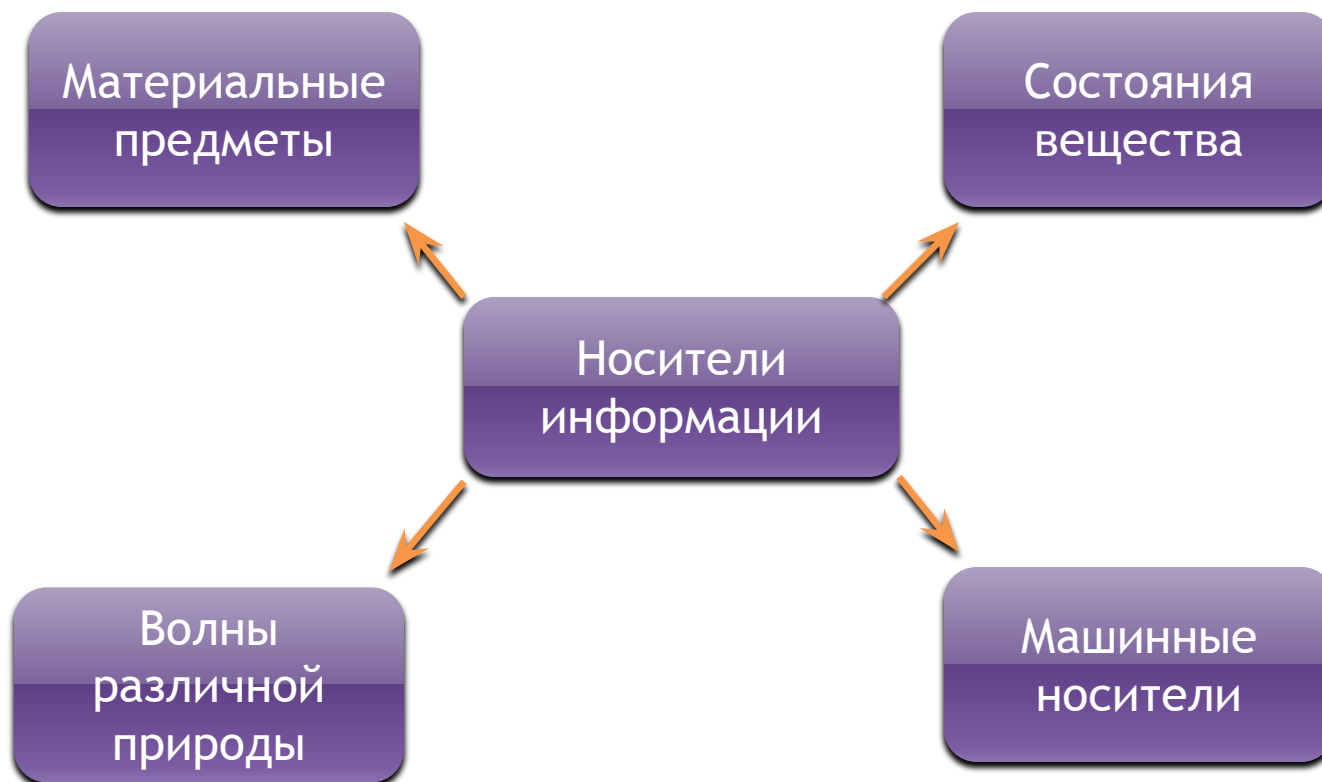 Материальные
предметы
Состояния
вещества
Носители
информации
Волны
различной
природы
Машинные
носители